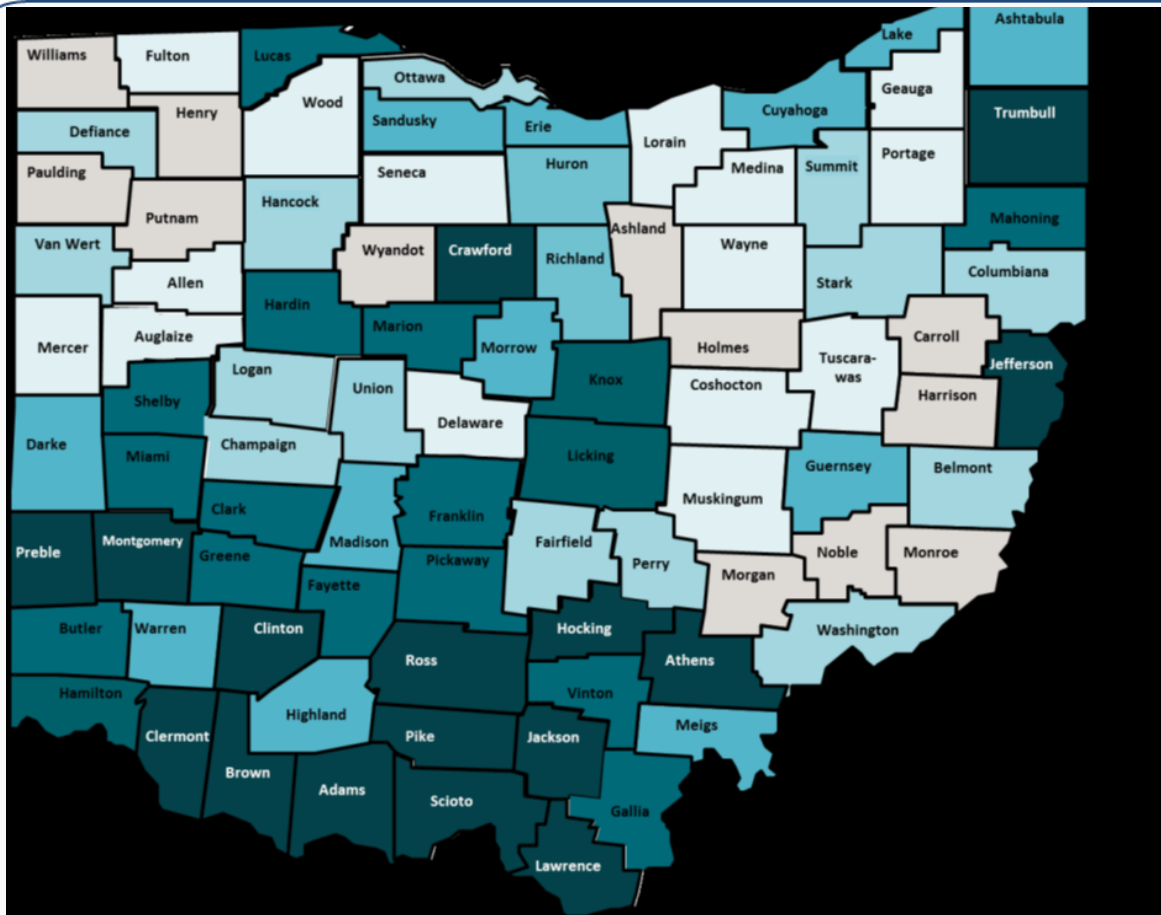 Ashtabula
Lake
Williams
Fulton
Lucas
Ottawa
Geauga
Wood
Henry
Cuyahoga
Trumbull
Sandusky
Erie
Defiance
Lorain
Portage
Huron
Medina
Summit
Paulding
Seneca
Hancock
Putnam
Mahoning
Ashland
Van Wert
Wyandot
Crawford
Wayne
Richland
Columbiana
Allen
Stark
Hardin
Marion
Auglaize
Carroll
Mercer
Morrow
Holmes
Tuscara-
was
Jefferson
Logan
Knox
Union
Coshocton
Harrison
Shelby
Delaware
Darke
Champaign
Miami
Licking
Guernsey
Belmont
Muskingum
Clark
Franklin
Montgomery
Madison
Fairfield
Preble
Noble
Monroe
Greene
Pickaway
Perry
Morgan
Fayette
Butler
Warren
Clinton
Hocking
Washington
Ross
Athens
Hamilton
Vinton
Highland
Meigs
Clermont
Pike
Jackson
Brown
Adams
Scioto
Gallia
Lawrence